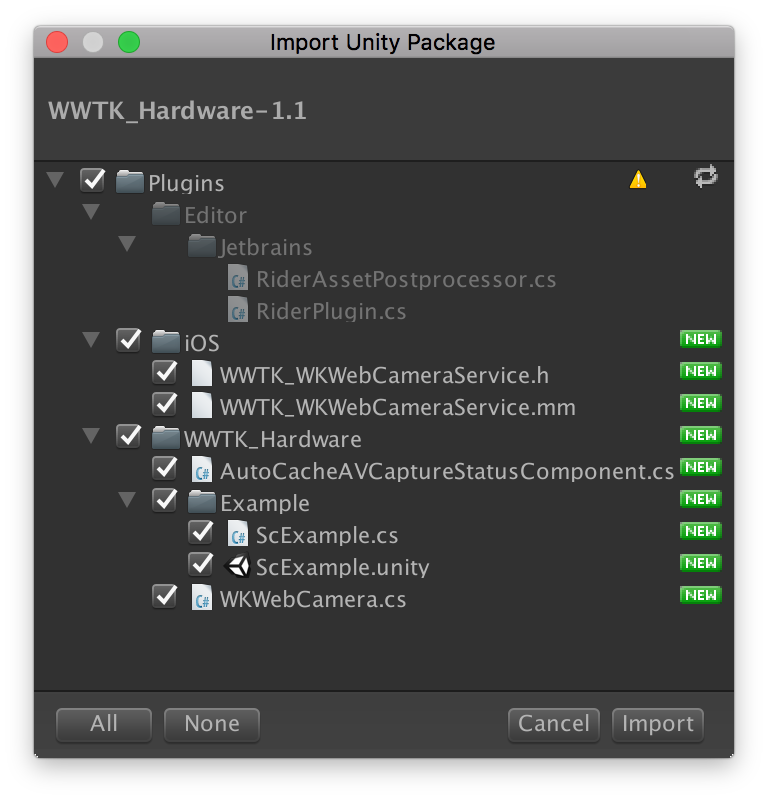 Import Unity Package
WWTK_Hardware-1.1
Plugins
Editor
Jetbrains
C# RiderAssetPostprocessor.cs
C# RiderPlugin.cs
iOS NEW
WWTK_WKWebCameraService.h NEW
WWTK_WKWebCameraService.mm NEW
WWTK_Hardware NEW
C# AutoCacheAVCaptureStatusComponent.cs NEW
Example NEW
C# ScExample.cs NEW
ScExample.unity NEW
C# WKWebCamera.cs NEW
All None Cancel Import